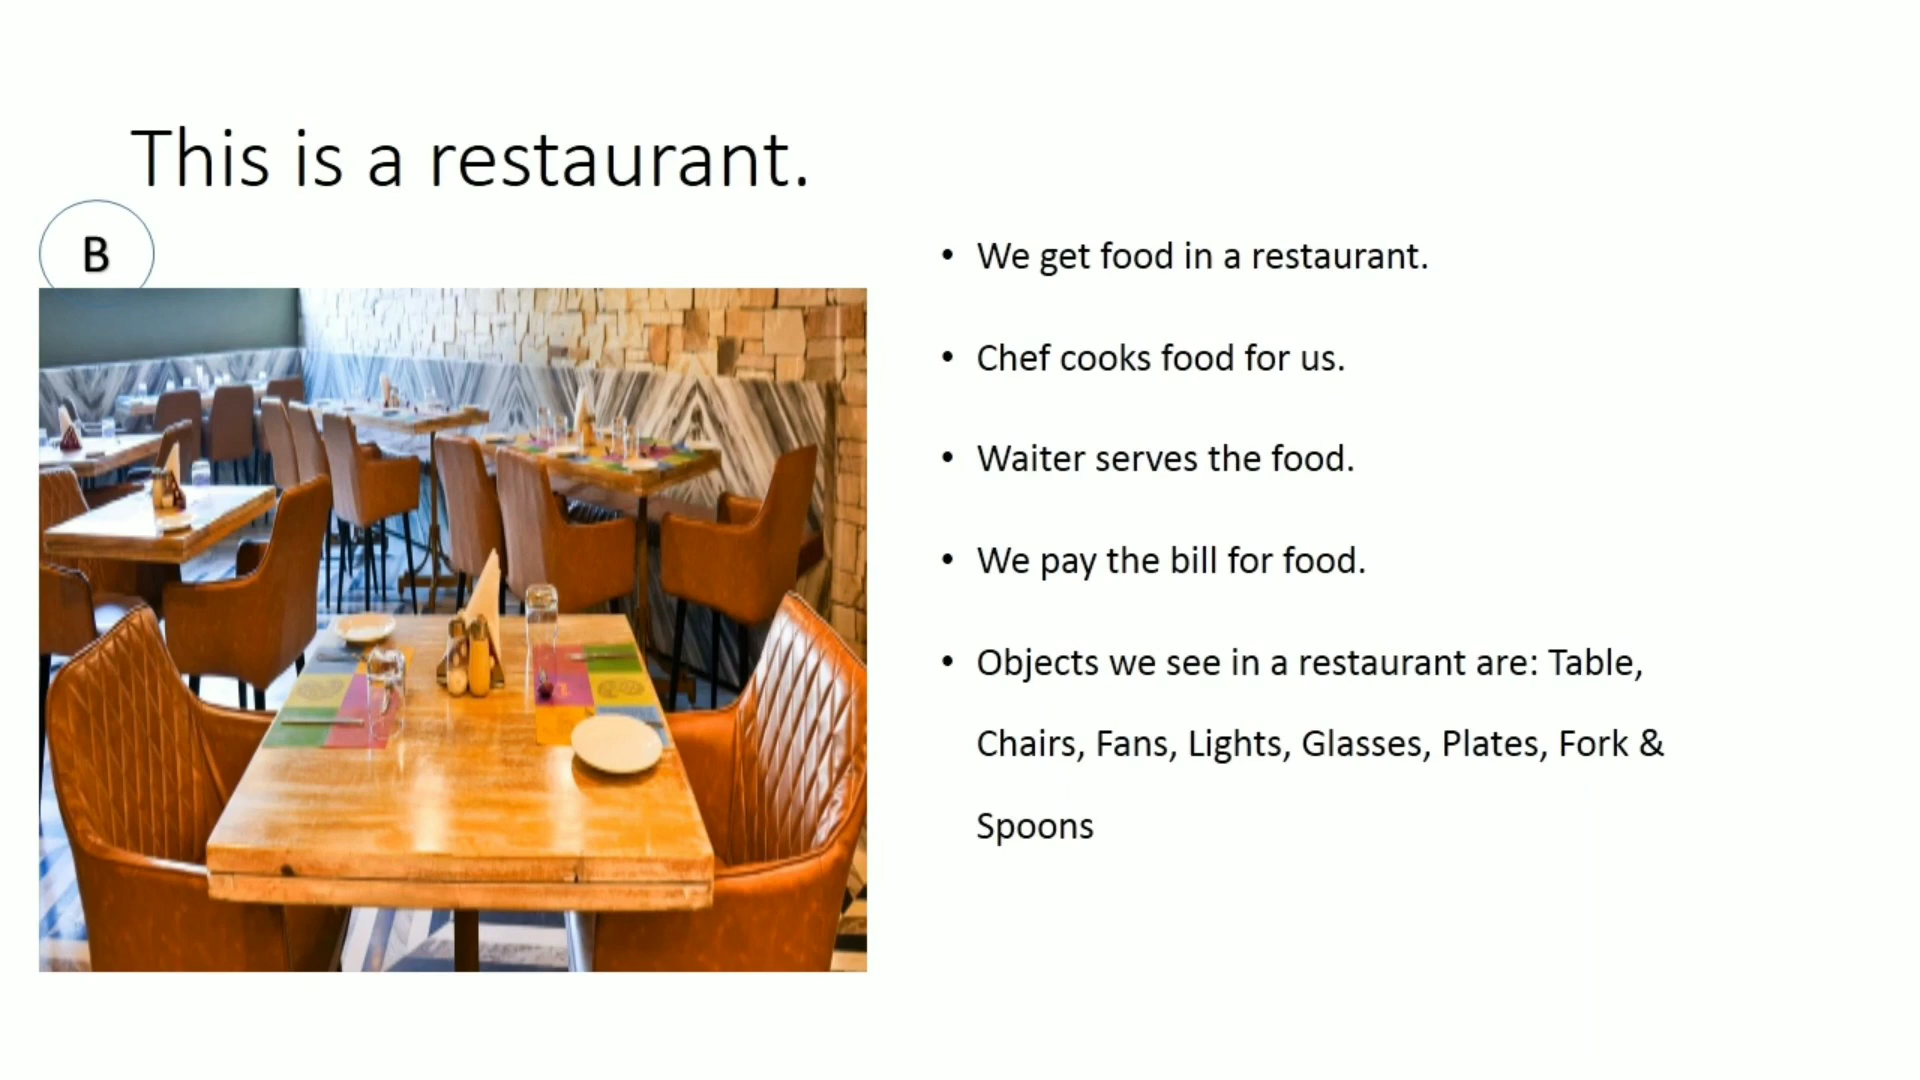 This is a restaurant.
B
• We get food in a restaurant.
• Chef cooks food for us.
• Waiter serves the food.
• We pay the bill for food.
• Objects we see in a restaurant are: Table,
Chairs, Fans, Lights, Glasses, Plates, Fork &
Spoons